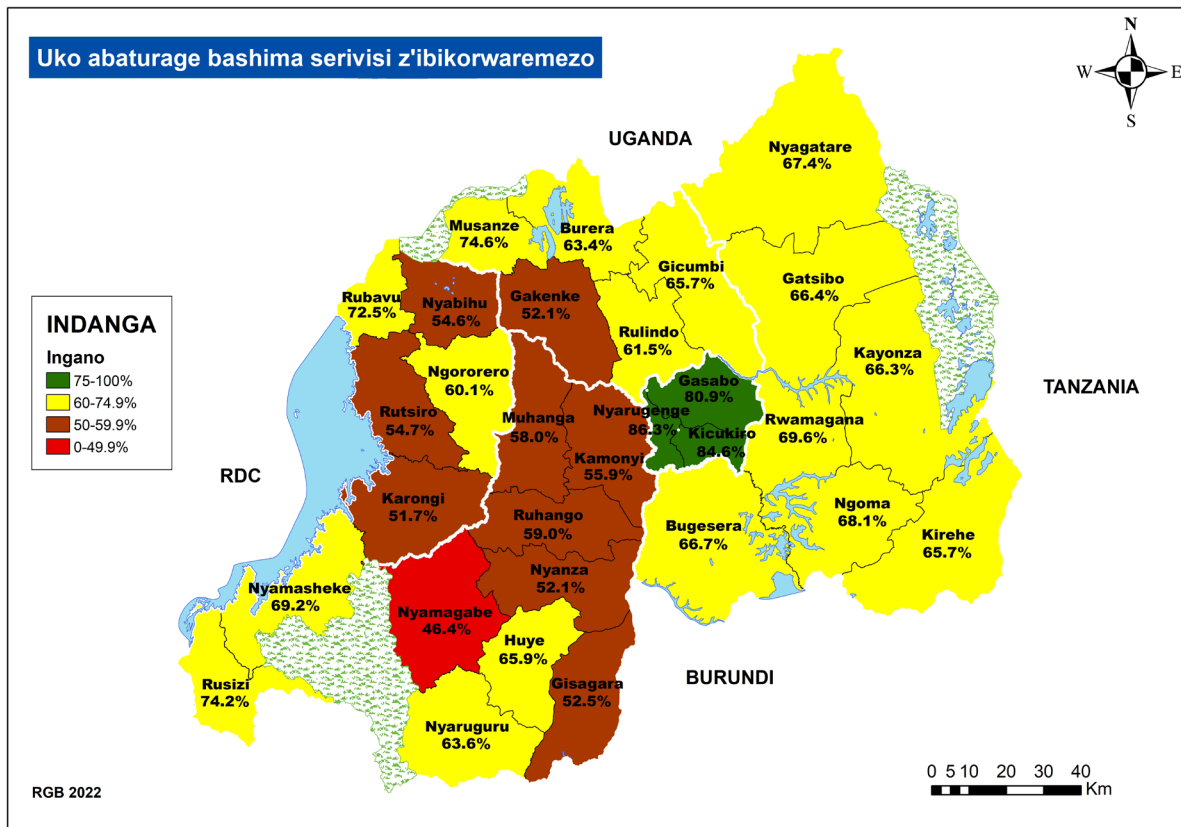 Uko abaturage bashima serivisi z'ibikorwaremezo
N
W E
S
UGANDA
Nyagatare
67.4%
Musanze
74.6%
Burera
63.4%
Gicumbi
65.7%
Gatsibo
66.4%
Rubavu
72.5%
Nyabihu
54.6%
Gakenke
52.1%
Rulindo
61.5%
Kayonza
66.3%
INDANGA
Ingano
75-100%
60-74.9%
50-59.9%
0-49.9%
Ngororero
60.1%
Gasabo
80.9%
TANZANIA
Rutsiro
54.7%
Muhanga
58.0%
Nyarugenge
86.3%
Kicukiro
84.6%
Rwamagana
69.6%
Kamonyi
55.9%
RDC
Karongi
51.7%
Ruhango
59.0%
Bugesera
66.7%
Ngoma
68.1%
Kirehe
65.7%
Nyanza
52.1%
Nyamasheke
69.2%
Nyamagabe
46.4%
Huye
65.9%
BURUNDI
Rusizi
74.2%
Gisagara
52.5%
Nyaruguru
63.6%
RGB 2022
0 5 10 20 30 40
Km